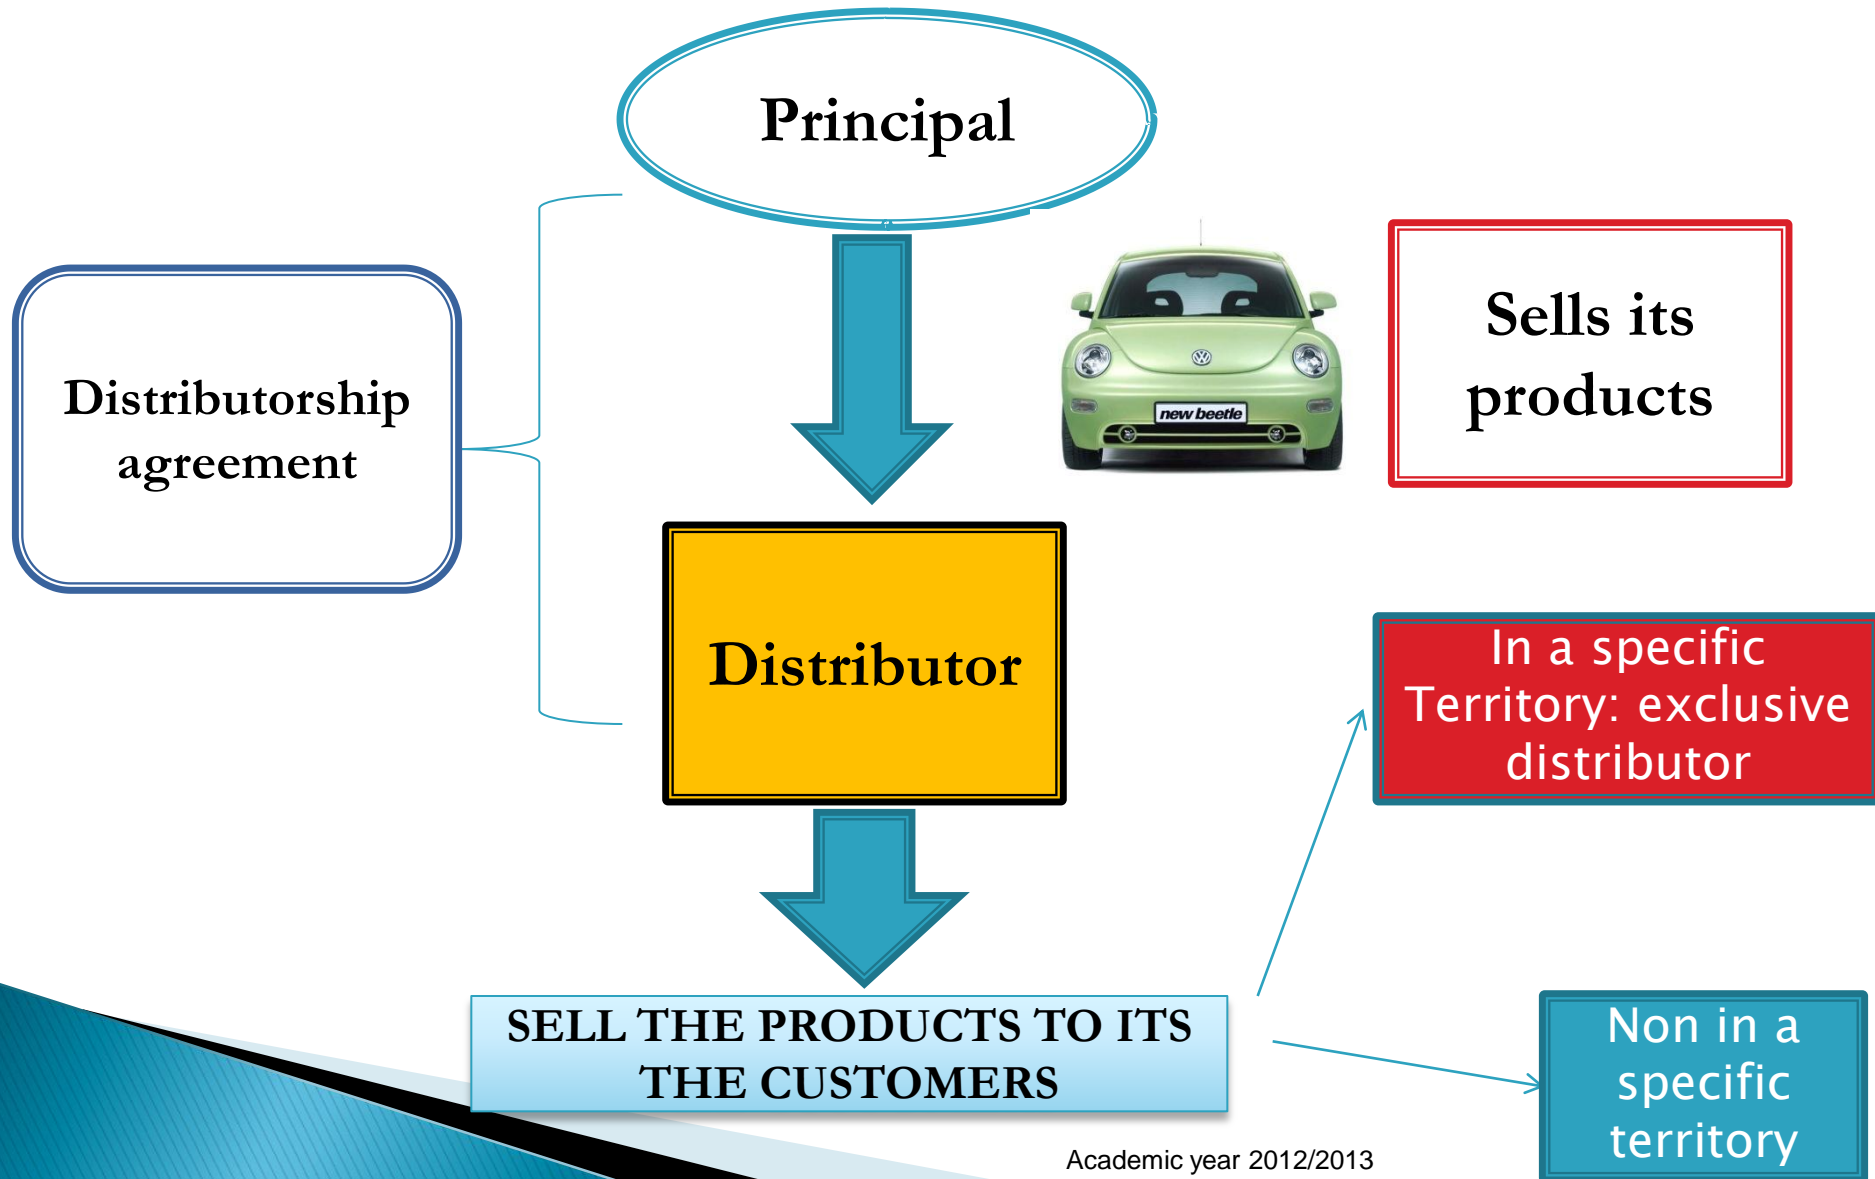 Principal
Distributorship
agreement
new beetle
Sells its
products
Distributor
In a specific
Territory: exclusive
distributor
SELL THE PRODUCTS TO ITS
THE CUSTOMERS
Non in a
specific
territory
Academic year 2012/2013